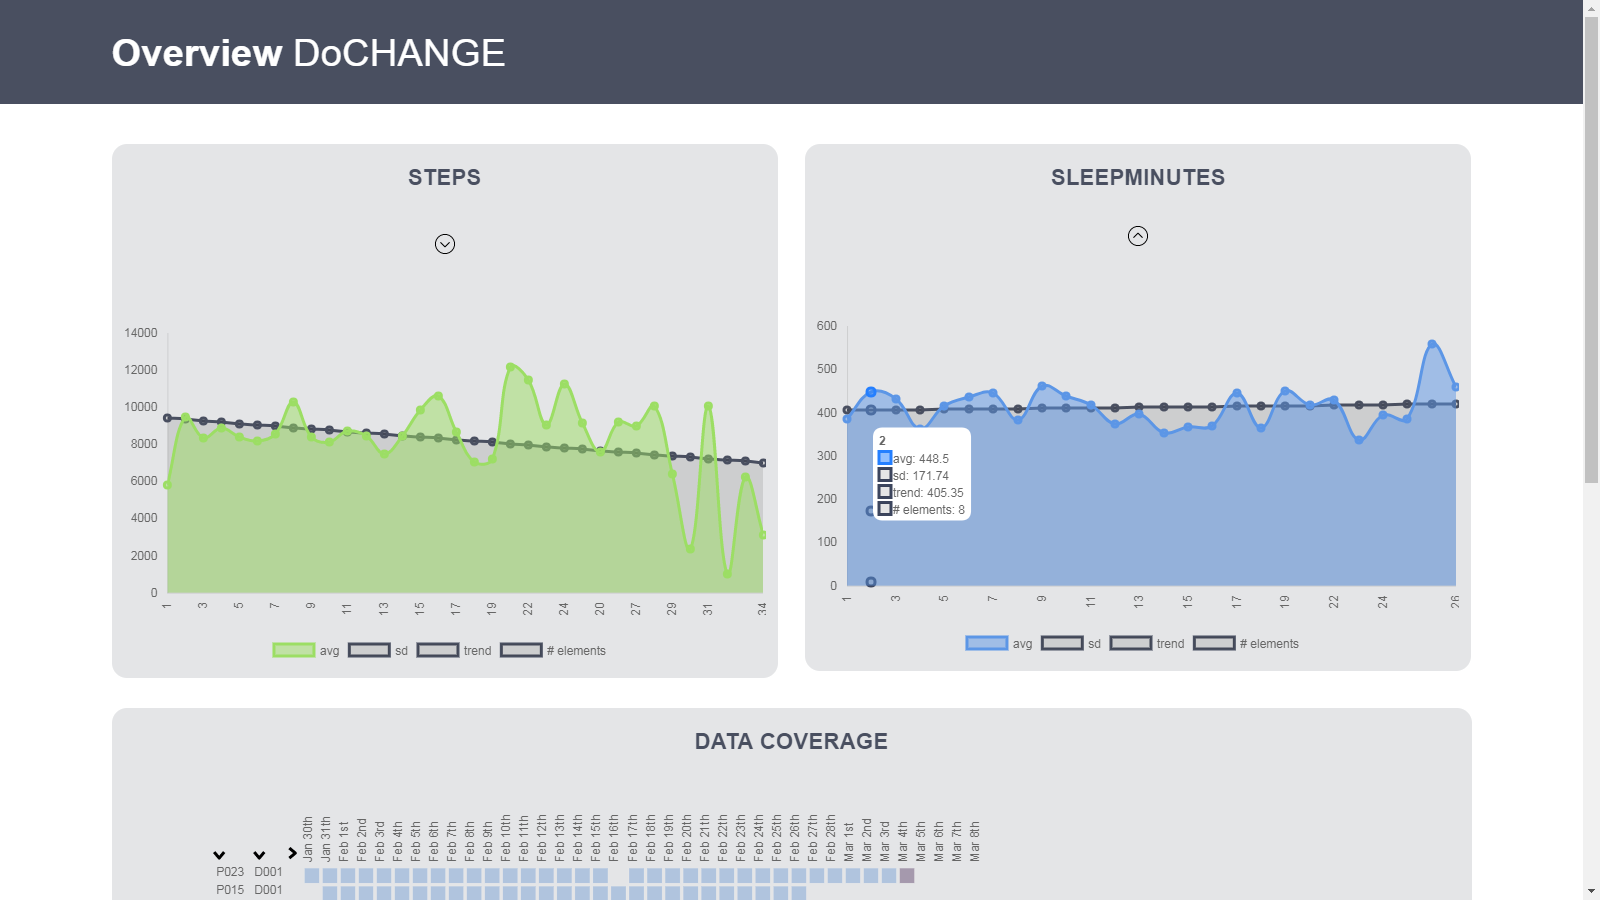 Overview DoCHANGE
STEPS
14000
12000
10000
8000
6000
4000
2000
0
1 3 5 7 9 11 13 15 17 19 22 24 20 27 29 31 34
avg sd trend # elements
SLEEPMINUTES
600
500
400
300
200
100
0
2
avg: 448.5
sd: 171.74
trend: 405.35
# elements: 8
1 3 5 7 9 11 13 15 17 19 22 24 26
avg sd trend # elements
DATA COVERAGE
Jan 30th Jan 31th Feb 1st Feb 2nd Feb 3rd Feb 4th Feb 5th Feb 6th Feb 7th Feb 8th Feb 9th Feb 10th Feb 11th Feb 12th Feb 13th Feb 14th Feb 15th Feb 16th Feb 17th Feb 18th Feb 19th Feb 20th Feb 21th Feb 22th Feb 23th Feb 24th Feb 25th Feb 26th Feb 27th Feb 28th Mar 1st Mar 2nd Mar 3rd Mar 4th Mar 5th Mar 6th Mar 7th Mar 8th
P023 D001
P015 D001